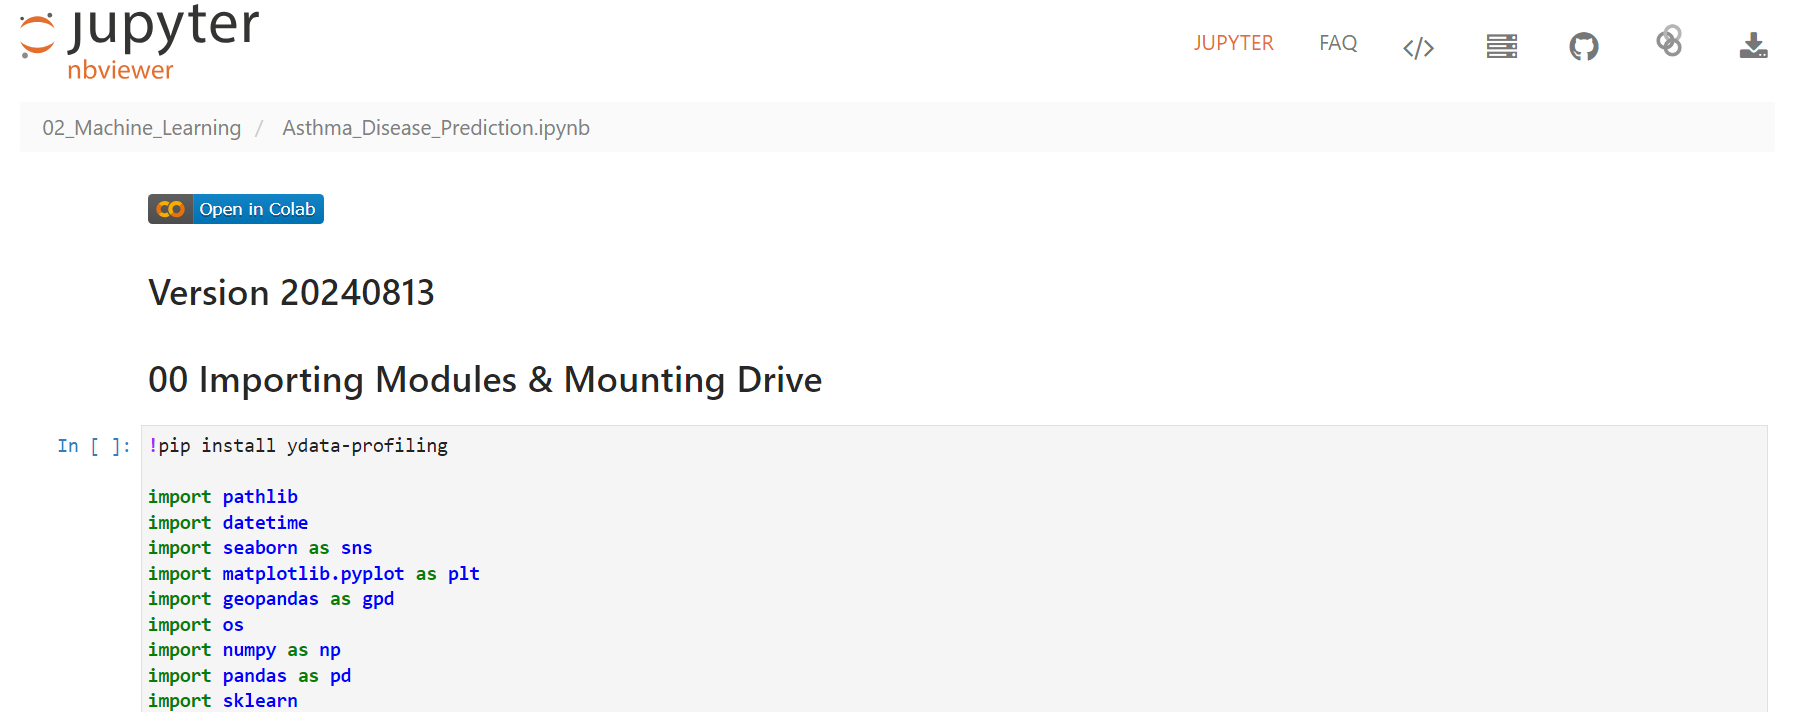 jupyter
nbviewer
JUPYTER FAQ </>
02_Machine_Learning / Asthma_Disease_Prediction.ipynb
Open in Colab
Version 20240813
00 Importing Modules & Mounting Drive
In [ ]: !pip install ydata-profiling
import pathlib
import datetime
import seaborn as sns
import matplotlib.pyplot as plt
import geopandas as gpd
import os
import numpy as np
import pandas as pd
import sklearn